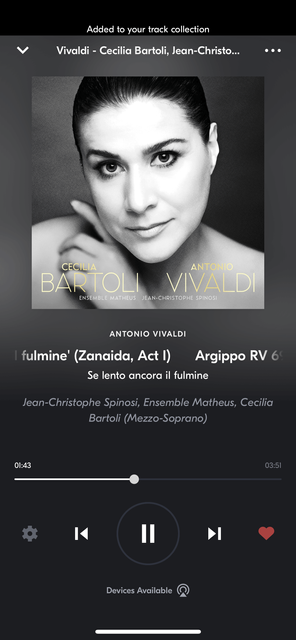 Added to your track collection
Vivaldi - Cecilia Bartoli, Jean-Christo...
CECILIA ANTONIO
BARTOLI VIVALDI
ENSEMBLE MATHEUS JEAN-CHRISTOPHE SPINOSI
ANTONIO VIVALDI
fulmine' (Zanaida, Act I) Argippo RV 69
Se lento ancora il fulmine
Jean-Christophe Spinosi, Ensemble Matheus, Cecilia
Bartoli (Mezzo-Soprano)
01:43 03:51
Devices Available